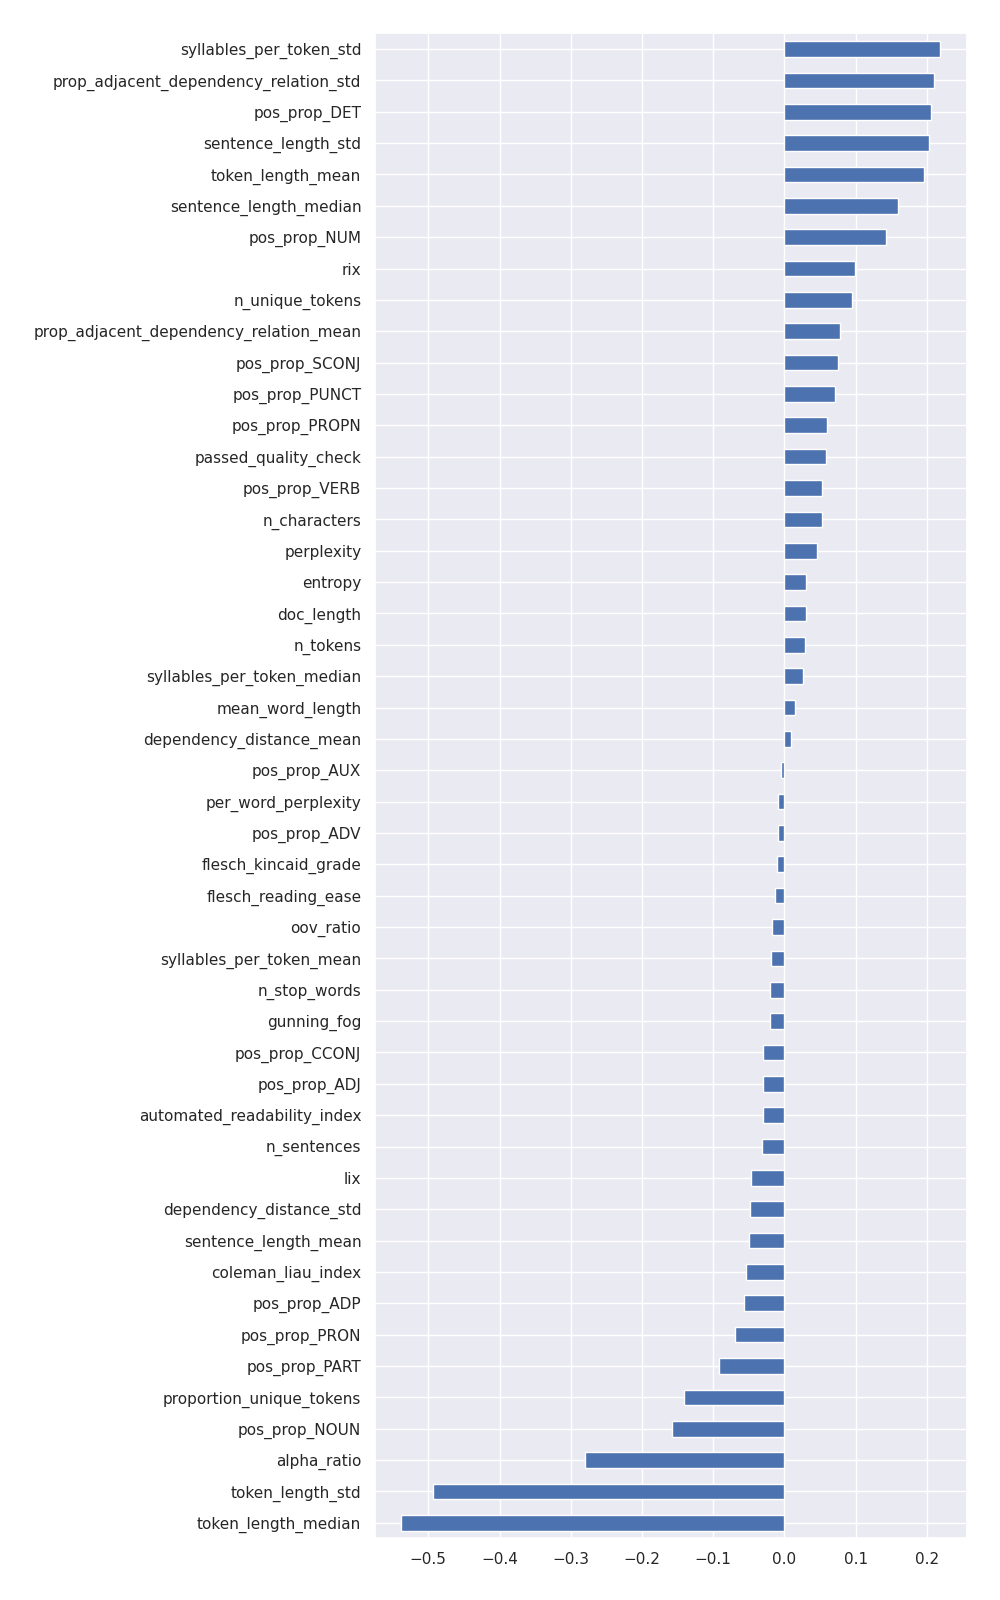 syllables_per_token_std
prop_adjacent_dependency_relation_std
pos_prop_DET
sentence_length_std
token_length_mean
sentence_length_median
pos_prop_NUM
rix
n_unique_tokens
prop_adjacent_dependency_relation_mean
pos_prop_SCONJ
pos_prop_PUNCT
pos_prop_PROPN
passed_quality_check
pos_prop_VERB
n_characters
perplexity
entropy
doc_length
n_tokens
syllables_per_token_median
mean_word_length
dependency_distance_mean
pos_prop_AUX
per_word_perplexity
pos_prop_ADV
flesch_kincaid_grade
flesch_reading_ease
oov_ratio
syllables_per_token_mean
n_stop_words
gunning_fog
pos_prop_CCONJ
pos_prop_ADJ
automated_readability_index
n_sentences
lix
dependency_distance_std
sentence_length_mean
coleman_liau_index
pos_prop_ADP
pos_prop_PRON
pos_prop_PART
proportion_unique_tokens
pos_prop_NOUN
alpha_ratio
token_length_std
token_length_median
−0.5 −0.4 −0.3 −0.2 −0.1 0.0 0.1 0.2